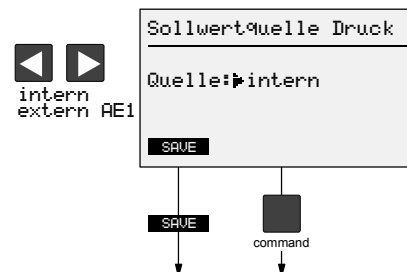 Sollwertquelle Druck
Quelle: intern
intern
extern AE1
SAVE
SAVE
command